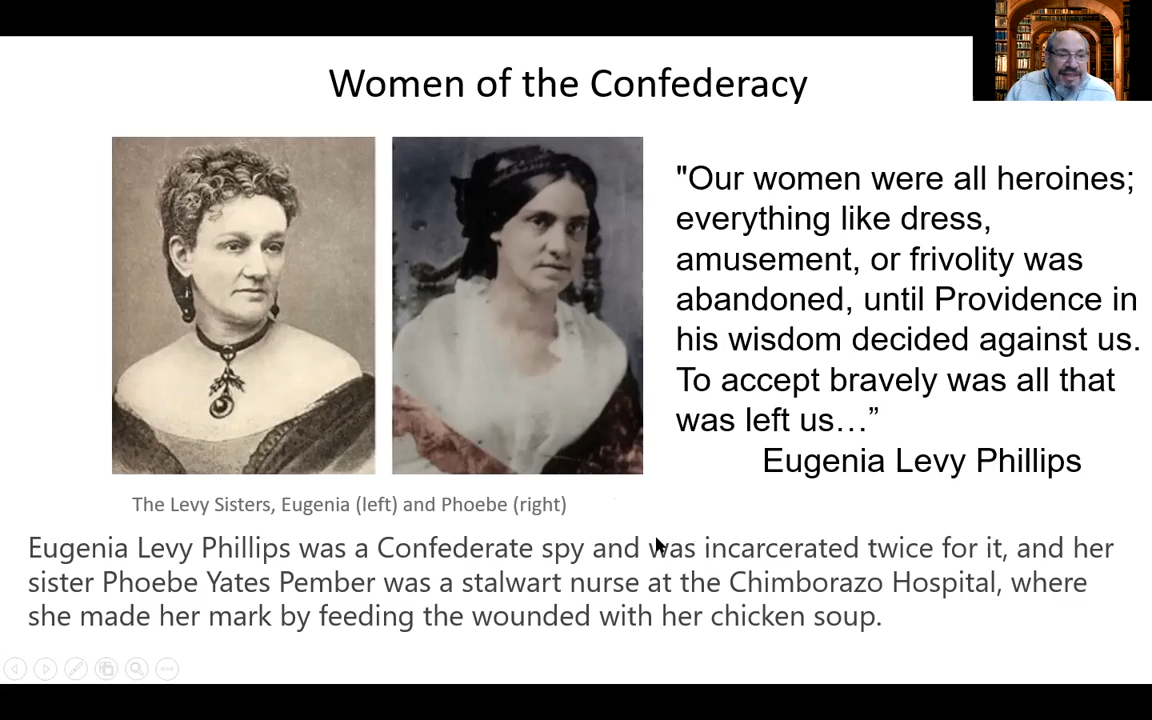 Women of the Confederacy
"Our women were all heroines;
everything like dress,
amusement, or frivolity was
abandoned, until Providence in
his wisdom decided against us.
To accept bravely was all that
was left us…”
Eugenia Levy Phillips
The Levy Sisters, Eugenia (left) and Phoebe (right)
Eugenia Levy Phillips was a Confederate spy and was incarcerated twice for it, and her
sister Phoebe Yates Pember was a stalwart nurse at the Chimborazo Hospital, where
she made her mark by feeding the wounded with her chicken soup.